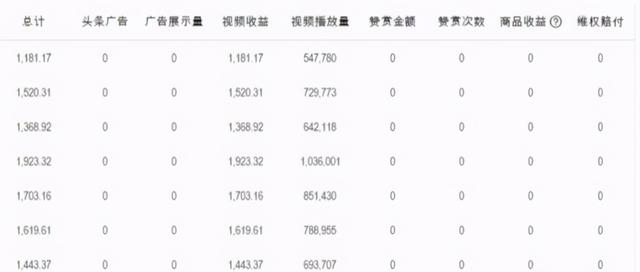 总计 头条广告 广告展示量 视频收益 视频播放量 赞赏金额 赞赏次数 商品收益 ? 维权赔付
1,181.17 0 0 1,181.17 547,780 0 0 0 0
1,520.31 0 0 1,520.31 729,773 0 0 0 0
1,368.92 0 0 1,368.92 642,118 0 0 0 0
1,923.32 0 0 1,923.32 1,036,001 0 0 0 0
1,703.16 0 0 1,703.16 851,430 0 0 0 0
1,619.61 0 0 1,619.61 788,955 0 0 0 0
1,443.37 0 0 1,443.37 693,707 0 0 0 0